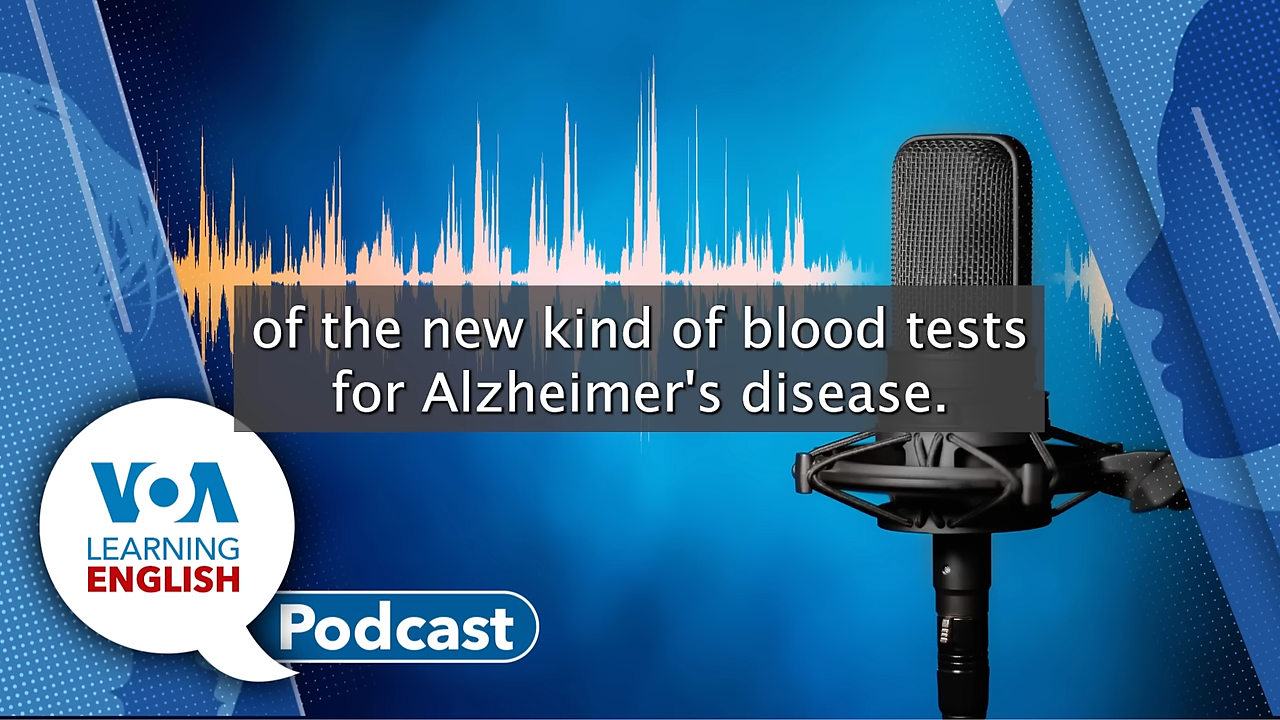 of the new kind of blood tests
for Alzheimer's disease.
VOA
LEARNING
ENGLISH
Podcast